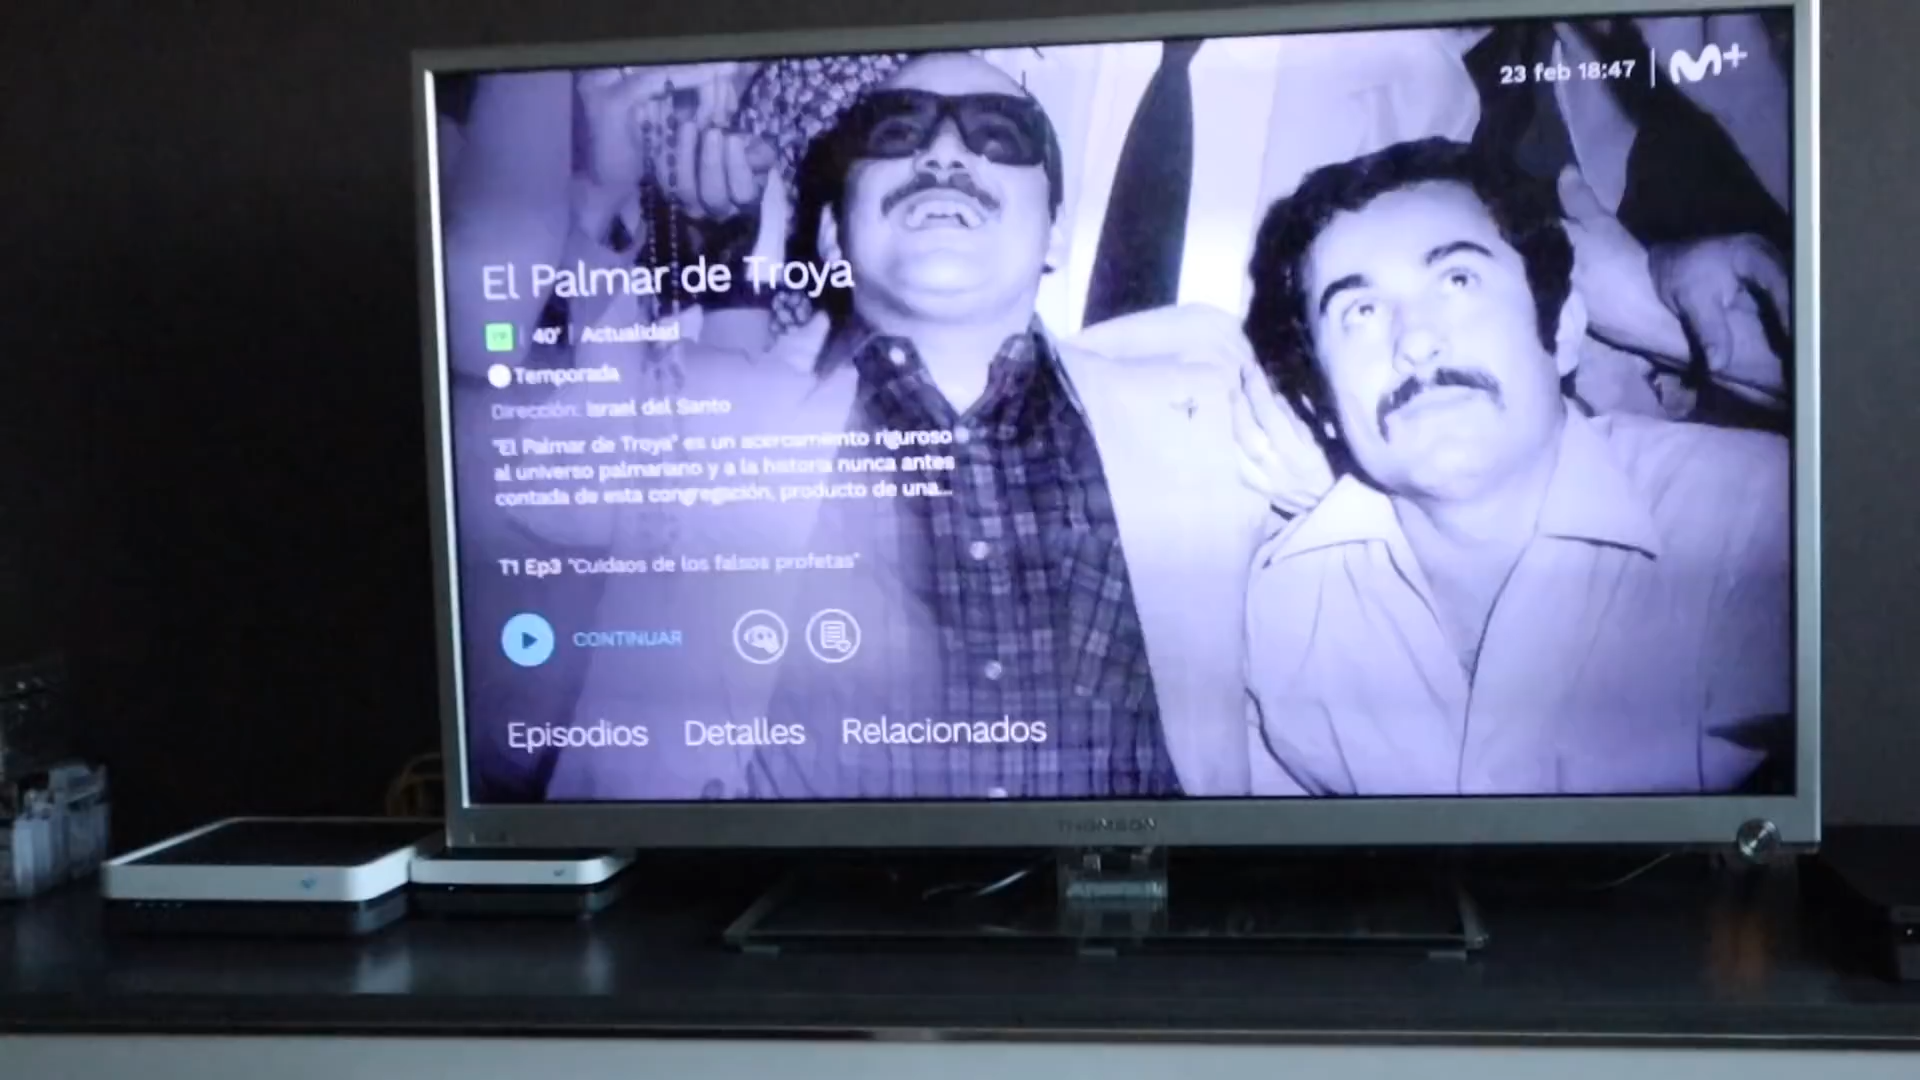 23 feb 18:47 | M+
El Palmar de Troya
40' | Actualidad
Temporada
Dirección: Israel del Santo
"El Palmar de Troya" es un acercamiento riguroso
al universo palmariano y a la historia nunca antes
contada de esta congregación, producto de una...
T1 Ep3 "Cuidaos de los falsos profetas"
CONTINUAR
Episodios Detalles Relacionados
THOMSON